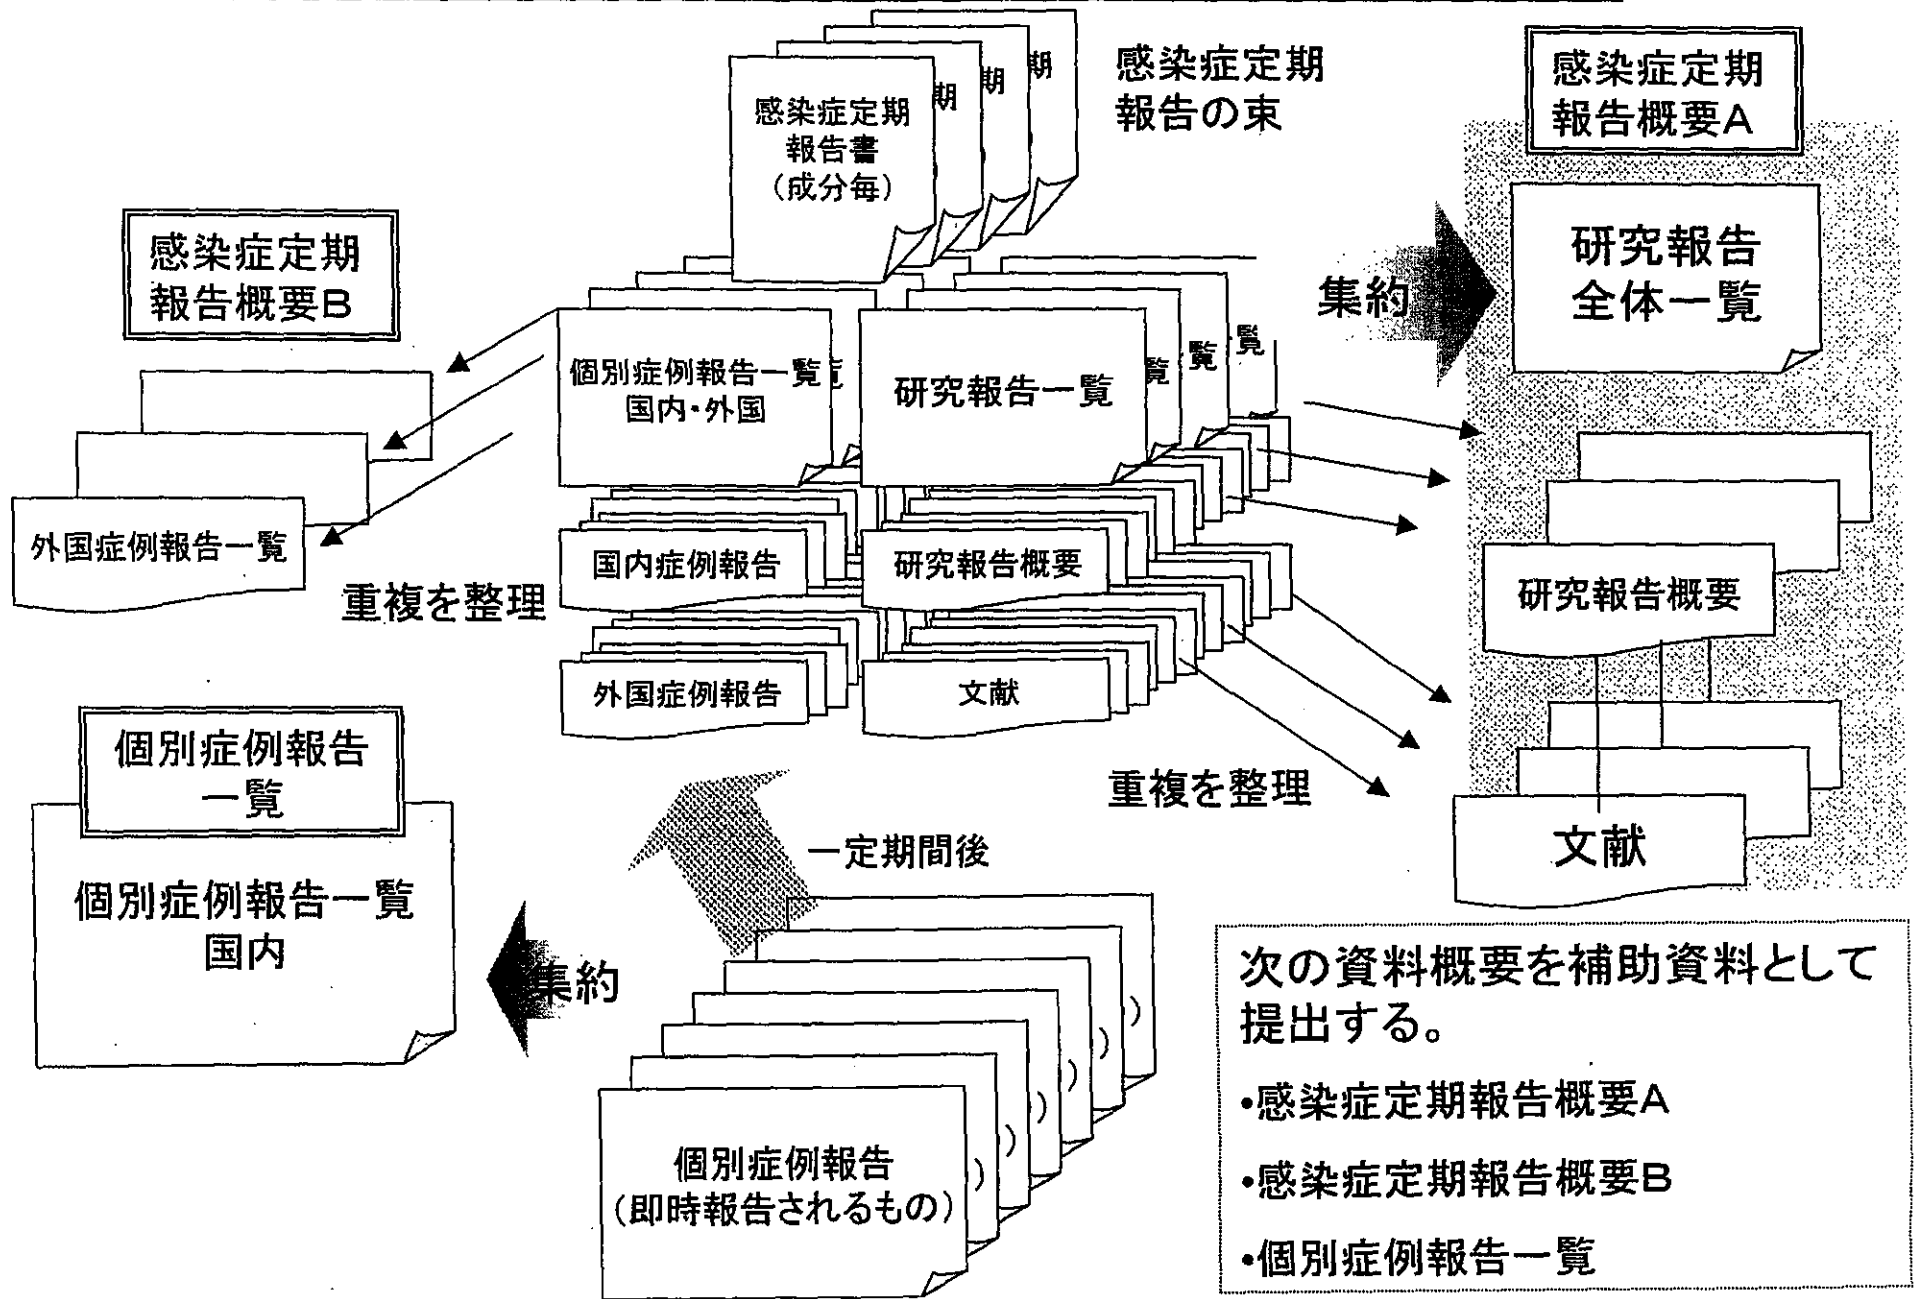 感染症定期
報告の束
感染症定期
報告概要A
感染症定期
報告書
(成分毎)
期
期
期
感染症定期
報告概要B
研究報告
全体一覧
集約
個別症例報告一覧
国内・外国
研究報告一覧
覧
覧
覧
外国症例報告一覧
重複を整理
国内症例報告
研究報告概要
研究報告概要
外国症例報告
文献
個別症例報告
一覧
重複を整理
文献
一定期間後
個別症例報告一覧
国内
集約
個別症例報告
(即時報告されるもの)
)
)
)
)
)
)
次の資料概要を補助資料として
提出する。
•感染症定期報告概要A
•感染症定期報告概要B
•個別症例報告一覧